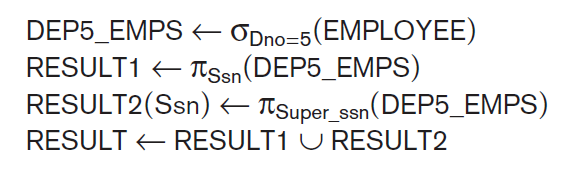 DEP5_EMPS ← σDno=5(EMPLOYEE)
RESULT1 ← πSsn(DEP5_EMPS)
RESULT2(Ssn) ← πSuper_ssn(DEP5_EMPS)
RESULT ← RESULT1 ∪ RESULT2